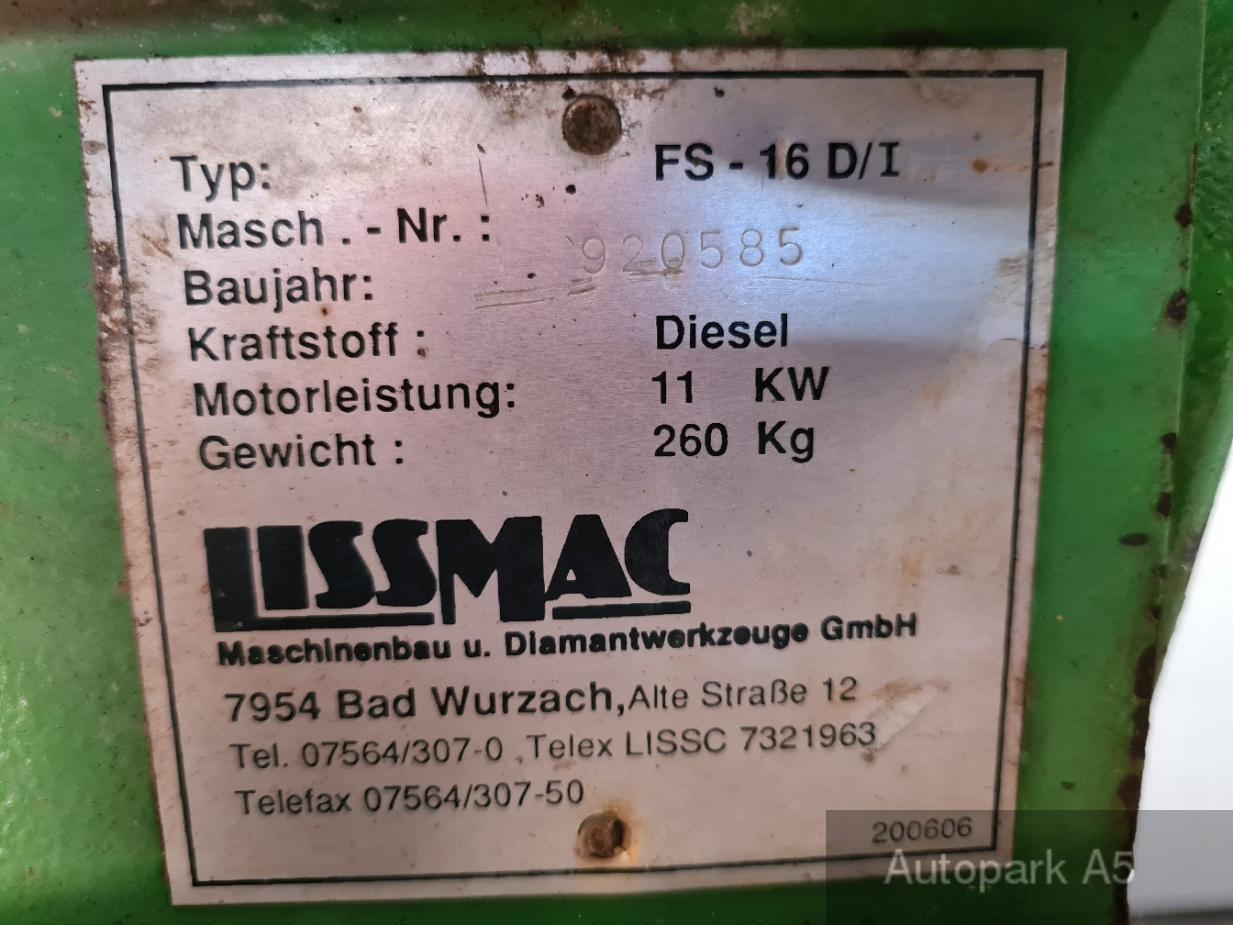 Typ: FS - 16 D/I
Masch . - Nr. : 920585
Baujahr:
Kraftstoff : Diesel
Motorleistung: 11 KW
Gewicht : 260 Kg
LISSMAC
Maschinenbau u. Diamantwerkzeuge GmbH
7954 Bad Wurzach, Alte Straße 12
Tel. 07564/307-0 . Telex LISSC 7321963
Telefax 07564/307-50
200606
Autopark A5